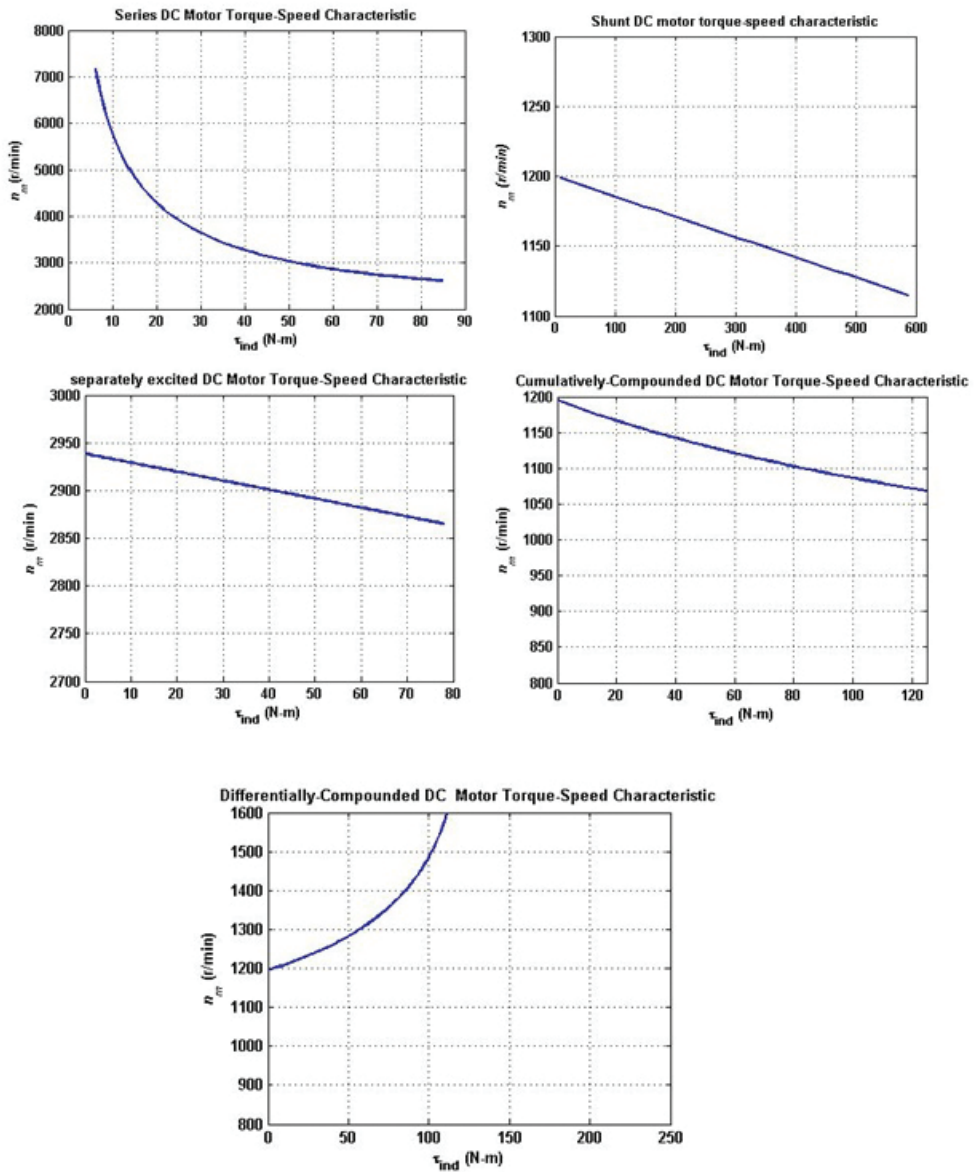 Series DC Motor Torque-Speed Characteristic
8000
7000
6000
5000
4000
3000
2000
n_m (r/min)
0 10 20 30 40 50 60 70 80 90
τ_ind (N-m)
Shunt DC motor torque-speed characteristic
1300
1250
1200
1150
1100
n_m (r/min)
0 100 200 300 400 500 600
τ_ind (N-m)
separately excited DC Motor Torque-Speed Characteristic
3000
2950
2900
2850
2800
2750
2700
n_m (r/min )
0 10 20 30 40 50 60 70 80
τ_ind (N-m)
Cumulatively-Compounded DC Motor Torque-Speed Characteristic
1200
1150
1100
1050
1000
950
900
850
800
n_m (r/min)
0 20 40 60 80 100 120
τ_ind (N-m)
Differentially-Compounded DC Motor Torque-Speed Characteristic
1600
1500
1400
1300
1200
1100
1000
900
800
n_m (r/min)
0 50 100 150 200 250
τ_ind (N-m)